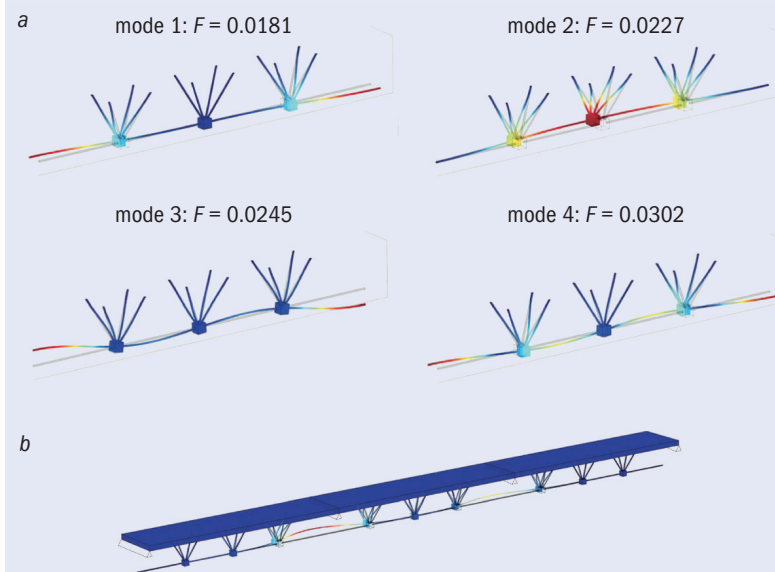 a
mode 1: F = 0.0181
mode 2: F = 0.0227
mode 3: F = 0.0245
mode 4: F = 0.0302
b